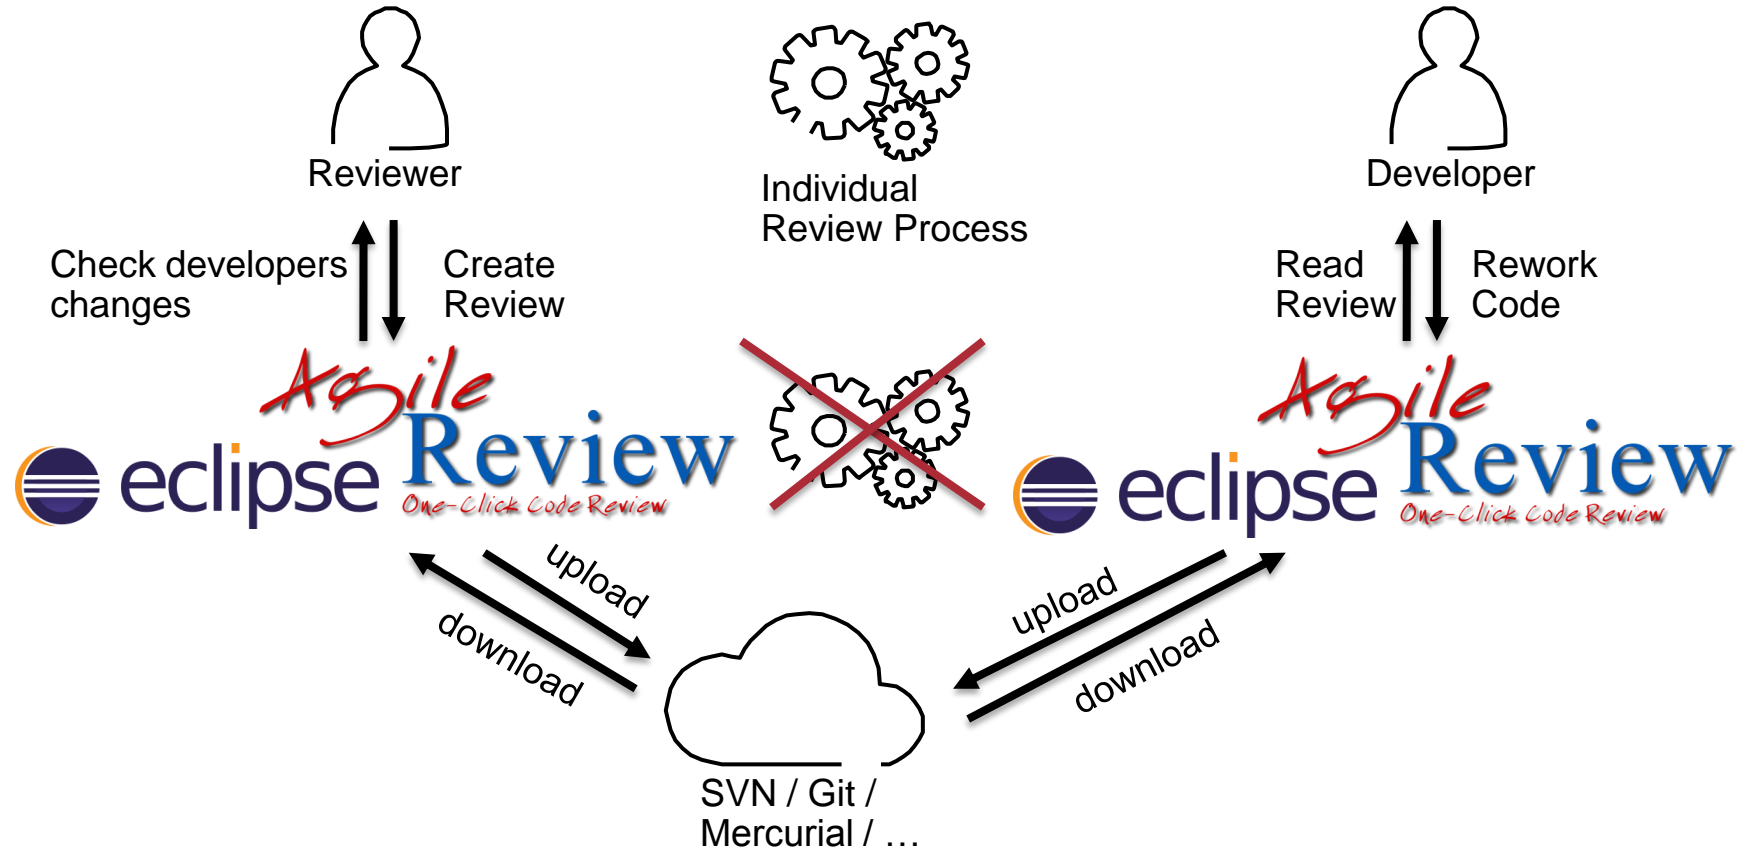 Reviewer
Individual
Review Process
Developer
Check developers
changes
Create
Review
Read
Review
Rework
Code
Agile
Review
eclipse
One-Click Code Review
Agile
Review
eclipse
One-Click Code Review
upload
download
upload
download
SVN / Git /
Mercurial / …